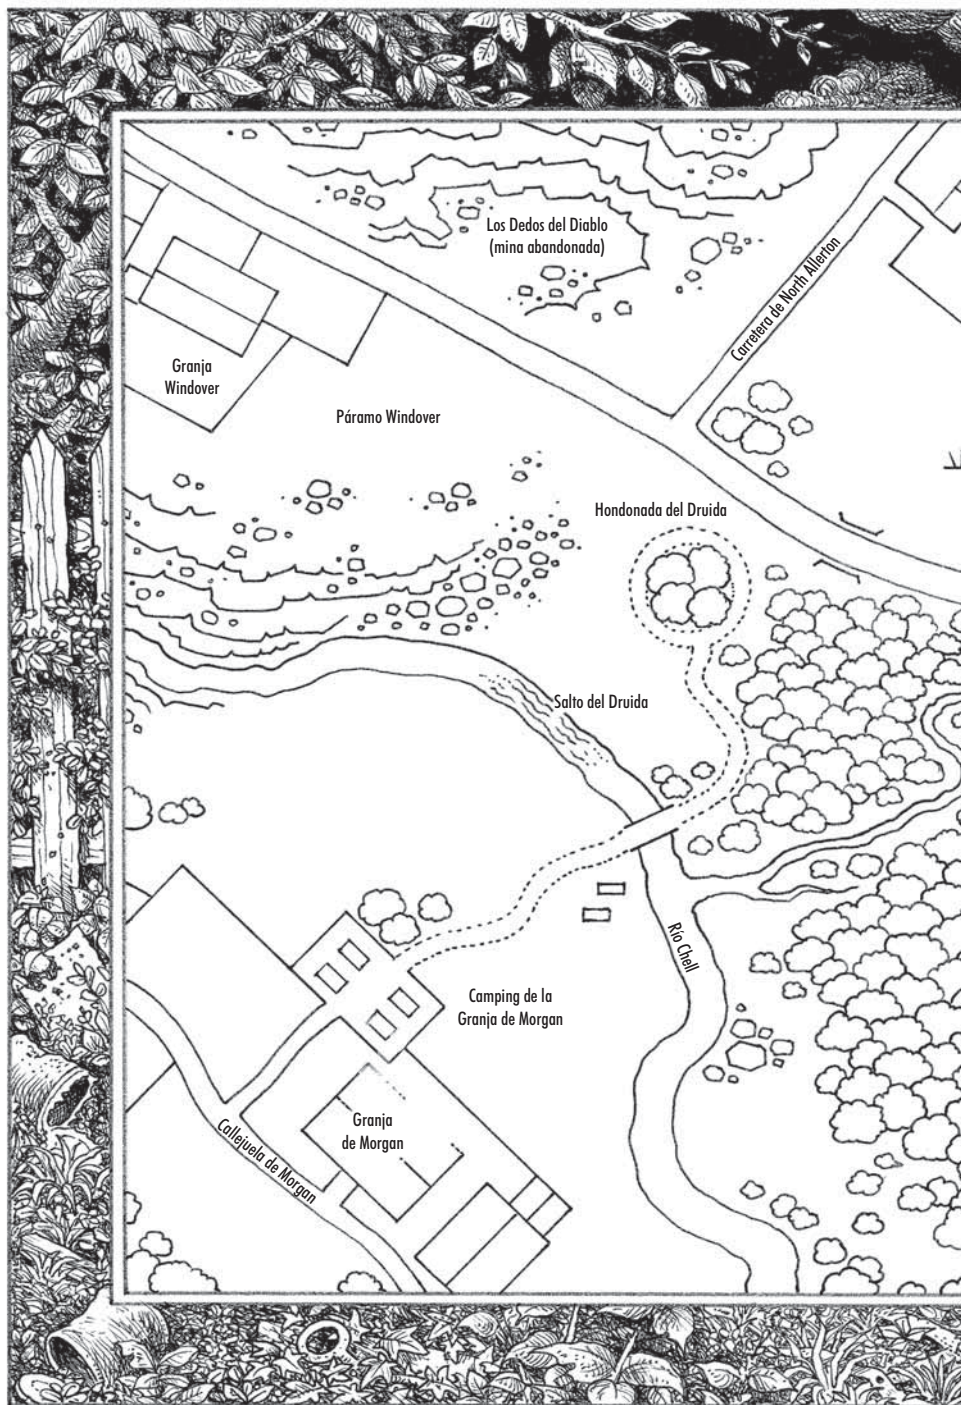 Los Dedos del Diablo
(mina abandonada)
Carretera de North Allerton
Granja
Windover
Páramo Windover
Hondonada del Druida
Salto del Druida
Río Chell
Camping de la
Granja de Morgan
Granja
de Morgan
Callejuela de Morgan